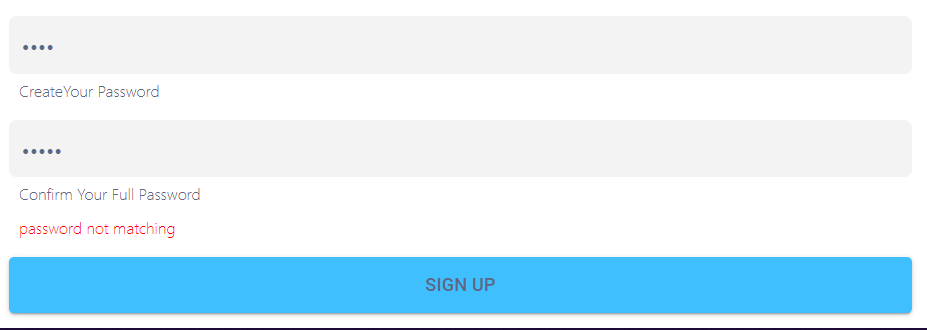 ••••
CreateYour Password
•••••
Confirm Your Full Password
password not matching
SIGN UP